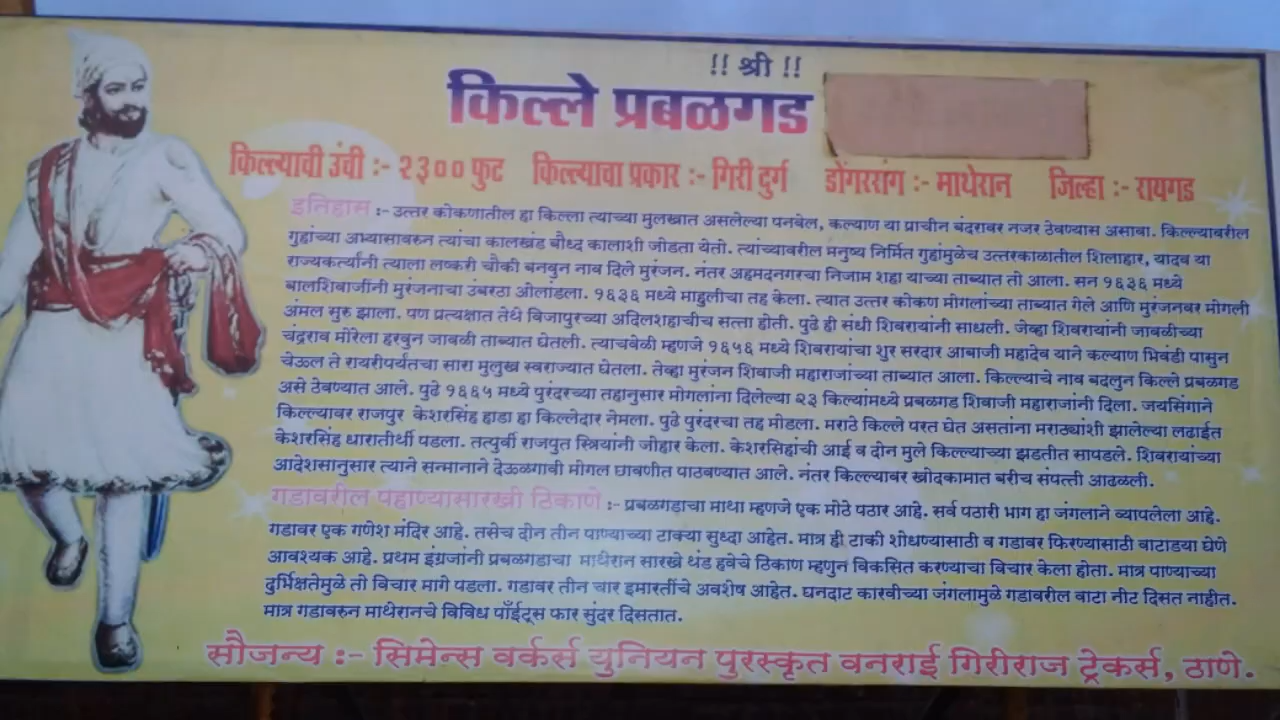 !! श्री !!
किल्ले प्रबळगड
किल्ल्याची उंची :- २३०० फुट किल्ल्याचा प्रकार :- गिरी दुर्ग डोंगररांग :- माथेरान जिल्हा :- रायगड
इतिहास :- उत्तर कोकणातील हा किल्ला त्याच्या मुलखात असलेल्या पनवेल, कल्याण या प्राचीन बंदरावर नजर ठेवण्यास असावा. किल्ल्यावरील
गुहांच्या अभ्यासावरुन त्यांचा कालखंड बौध्द कालाशी जोडता येतो. त्यांच्यावरील मनुष्य निर्मित गुहांमुळेच उत्तरकाळातील शिलाहार, यादव या
राज्यकर्त्यांनी त्याला लष्करी चौकी बनवुन नाव दिले मुरंजन. नंतर अहमदनगरचा निजाम शहा याच्या ताब्यात तो आला. सन १६३६ मध्ये
बालशिवाजींनी मुरंजनाचा उंबरठा ओलांडला. १६३६ मध्ये माहुलीचा तह केला. त्यात उत्तर कोकण मोगलांच्या ताब्यात गेले आणि मुरंजनवर मोगली
अंमल सुरु झाला. पण प्रत्यक्षात तेथे विजापुरच्या अदिलशहाचीच सत्ता होती. पुढे ही संधी शिवरायांनी साधली. जेव्हा शिवरायांनी जावळीच्या
चंद्रराव मोरेला हरवुन जावळी ताब्यात घेतली. त्याचवेळी म्हणजे १६५६ मध्ये शिवरायांचा शुर सरदार आबाजी महादेव याने कल्याण भिवंडी पासुन
चेऊल ते रायरीपर्यंतचा सारा मुलुख स्वराज्यात घेतला. तेव्हा मुरंजन शिवाजी महाराजांच्या ताब्यात आला. किल्ल्याचे नाव बदलुन किल्ले प्रबळगड
असे ठेवण्यात आले. पुढे १६६५ मध्ये पुरंदरच्या तहानुसार मोगलांना दिलेल्या २३ किल्यांमध्ये प्रबळगड शिवाजी महाराजांनी दिला. जयसिंगाने
किल्ल्यावर राजपुर केशरसिंह हाडा हा किल्लेदार नेमला. पुढे पुरंदरचा तह मोडला. मराठे किल्ले परत घेत असतांना मराठ्यांशी झालेल्या लढाईत
केशरसिंह धारातीर्थी पडला. तत्पुर्वी राजपुत स्त्रियांनी जोहार केला. केशरसिहांची आई व दोन मुले किल्ल्याच्या झडतीत सापडले. शिवरायांच्या
आदेशसानुसार त्याने सन्मानाने देऊळगावी मोगल छावणीत पाठवण्यात आले. नंतर किल्ल्यावर खोदकामात बरीच संपत्ती आढळली.
गडावरील पहाण्यासारखी ठिकाणे :- प्रबळगडाचा माथा म्हणजे एक मोठे पठार आहे. सर्व पठारी भाग हा जंगलाने व्यापलेला आहे.
गडावर एक गणेश मंदिर आहे. तसेच दोन तीन पाण्याच्या टाक्या सुध्दा आहेत. मात्र ही टाकी शोधण्यासाठी व गडावर फिरण्यासाठी वाटाडया घेणे
आवश्यक आहे. प्रथम इंग्रजांनी प्रबळगडाचा माथेरान सारखे थंड हवेचे ठिकाण म्हणुन विकसित करण्याचा विचार केला होता. मात्र पाण्याच्या
दुर्भिक्षतेमुळे तो विचार मागे पडला. गडावर तीन चार इमारतींचे अवशेष आहेत. घनदाट कारवीच्या जंगलामुळे गडावरील वाटा नीट दिसत नाहीत.
मात्र गडावरुन माथेरानचे विविध पाँईट्स फार सुंदर दिसतात.
सौजन्य :- सिमेन्स वर्कर्स युनियन पुरस्कृत वनराई गिरीराज ट्रेकर्स, ठाणे.